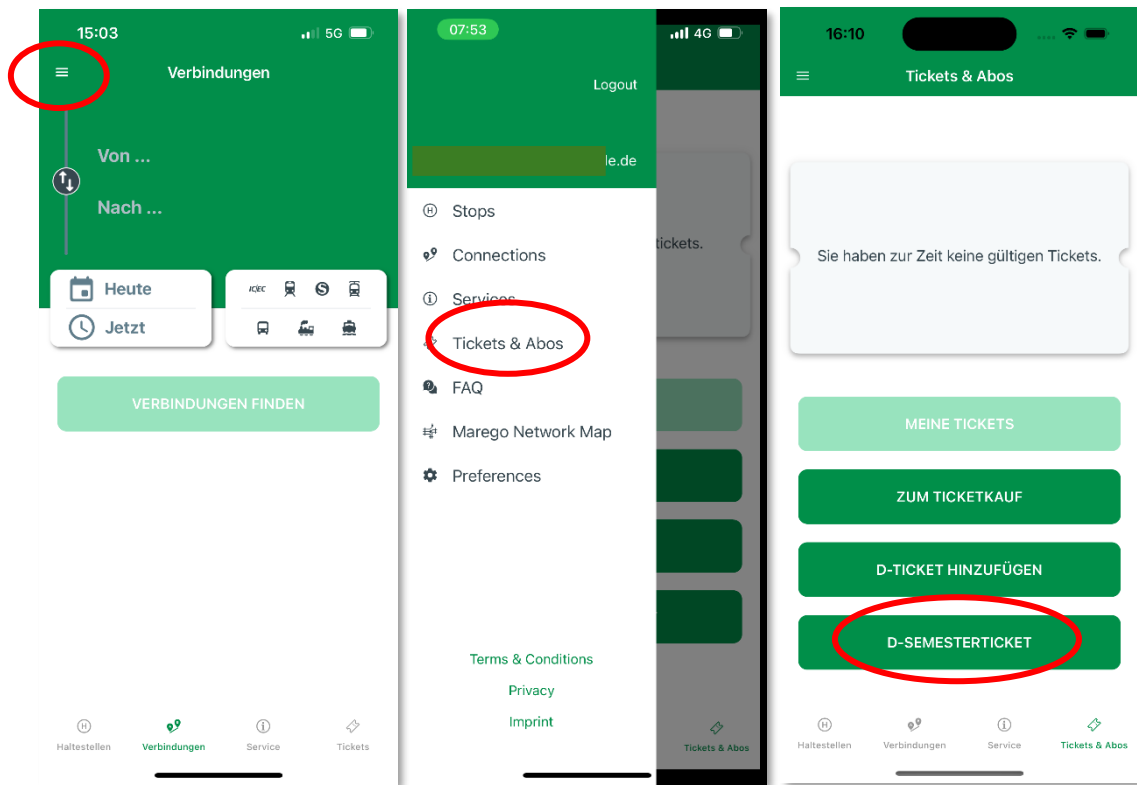 15:03
5G
Verbindungen
Von ...
Nach ...
Heute
IC/EC
S
Jetzt
VERBINDUNGEN FINDEN
H
Haltestellen
Verbindungen
Service
Tickets
07:53
4G
Logout
le.de
H
Stops
Connections
Services
Tickets & Abos
FAQ
Marego Network Map
Preferences
Terms & Conditions
Privacy
Imprint
tickets.
Tickets & Abos
16:10
Tickets & Abos
Sie haben zur Zeit keine gültigen Tickets.
MEINE TICKETS
ZUM TICKETKAUF
D-TICKET HINZUFÜGEN
D-SEMESTERTICKET
H
Haltestellen
Verbindungen
Service
Tickets & Abos